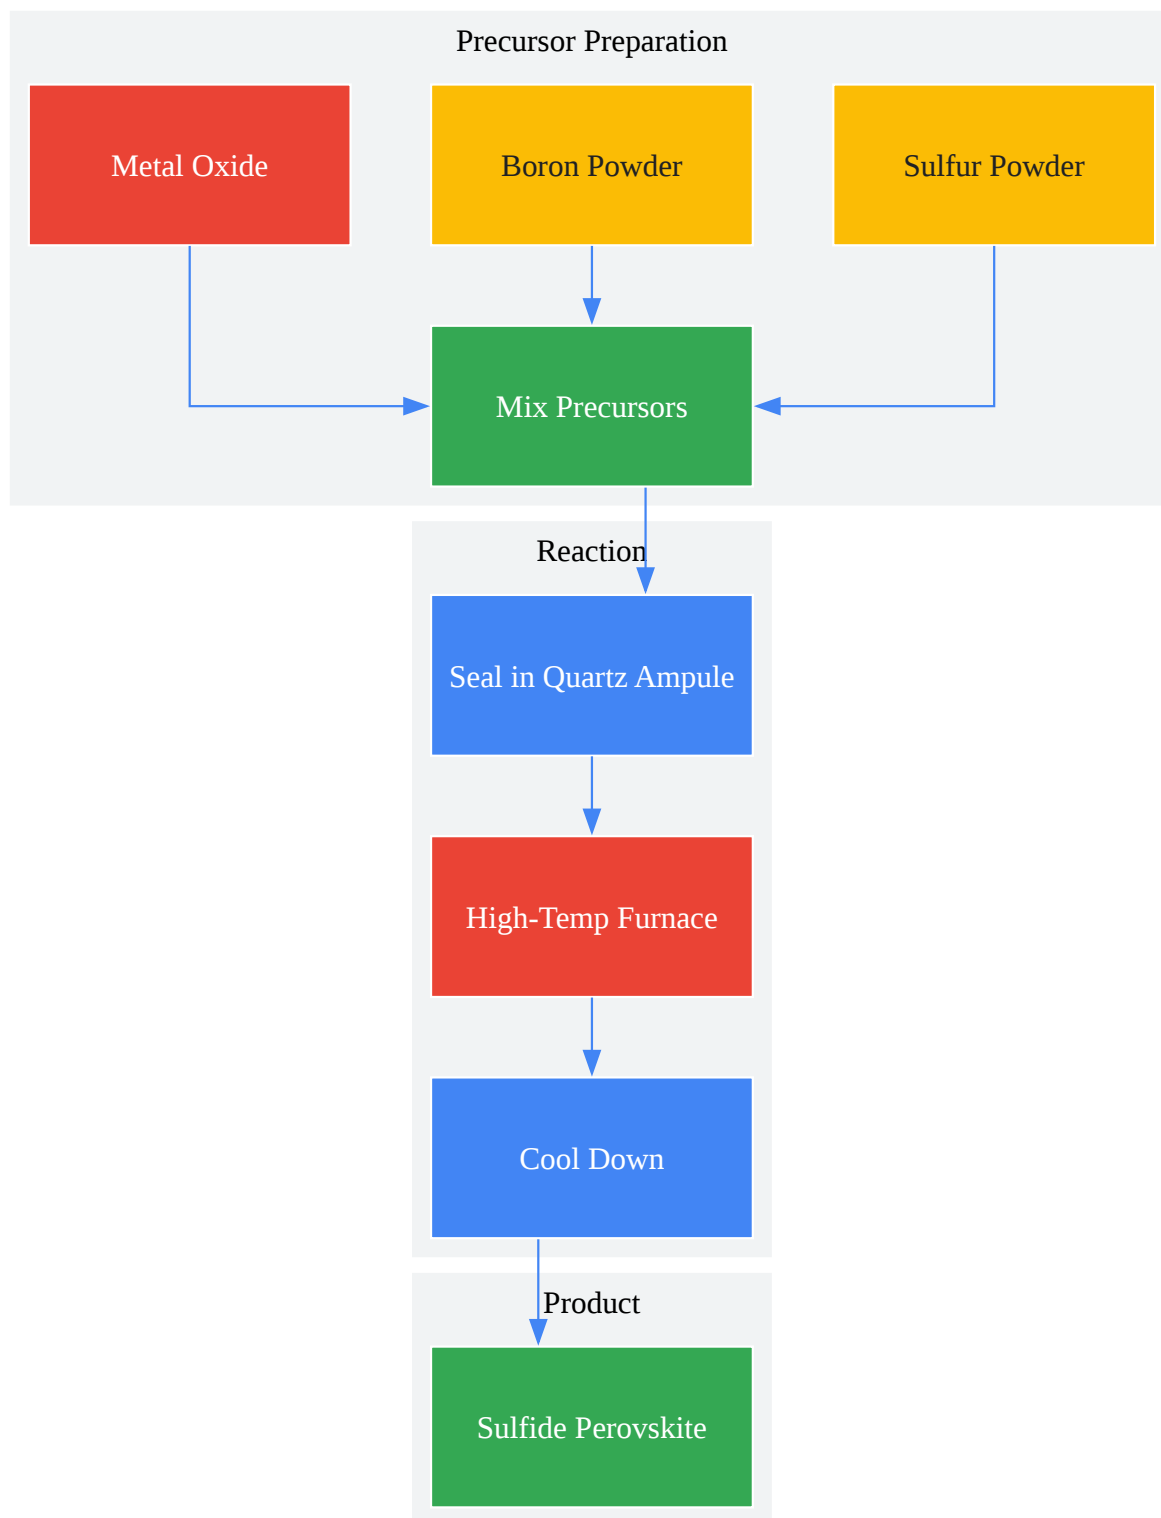 Precursor Preparation
Metal Oxide
Boron Powder
Sulfur Powder
Mix Precursors
Reaction
Seal in Quartz Ampule
High-Temp Furnace
Cool Down
Product
Sulfide Perovskite